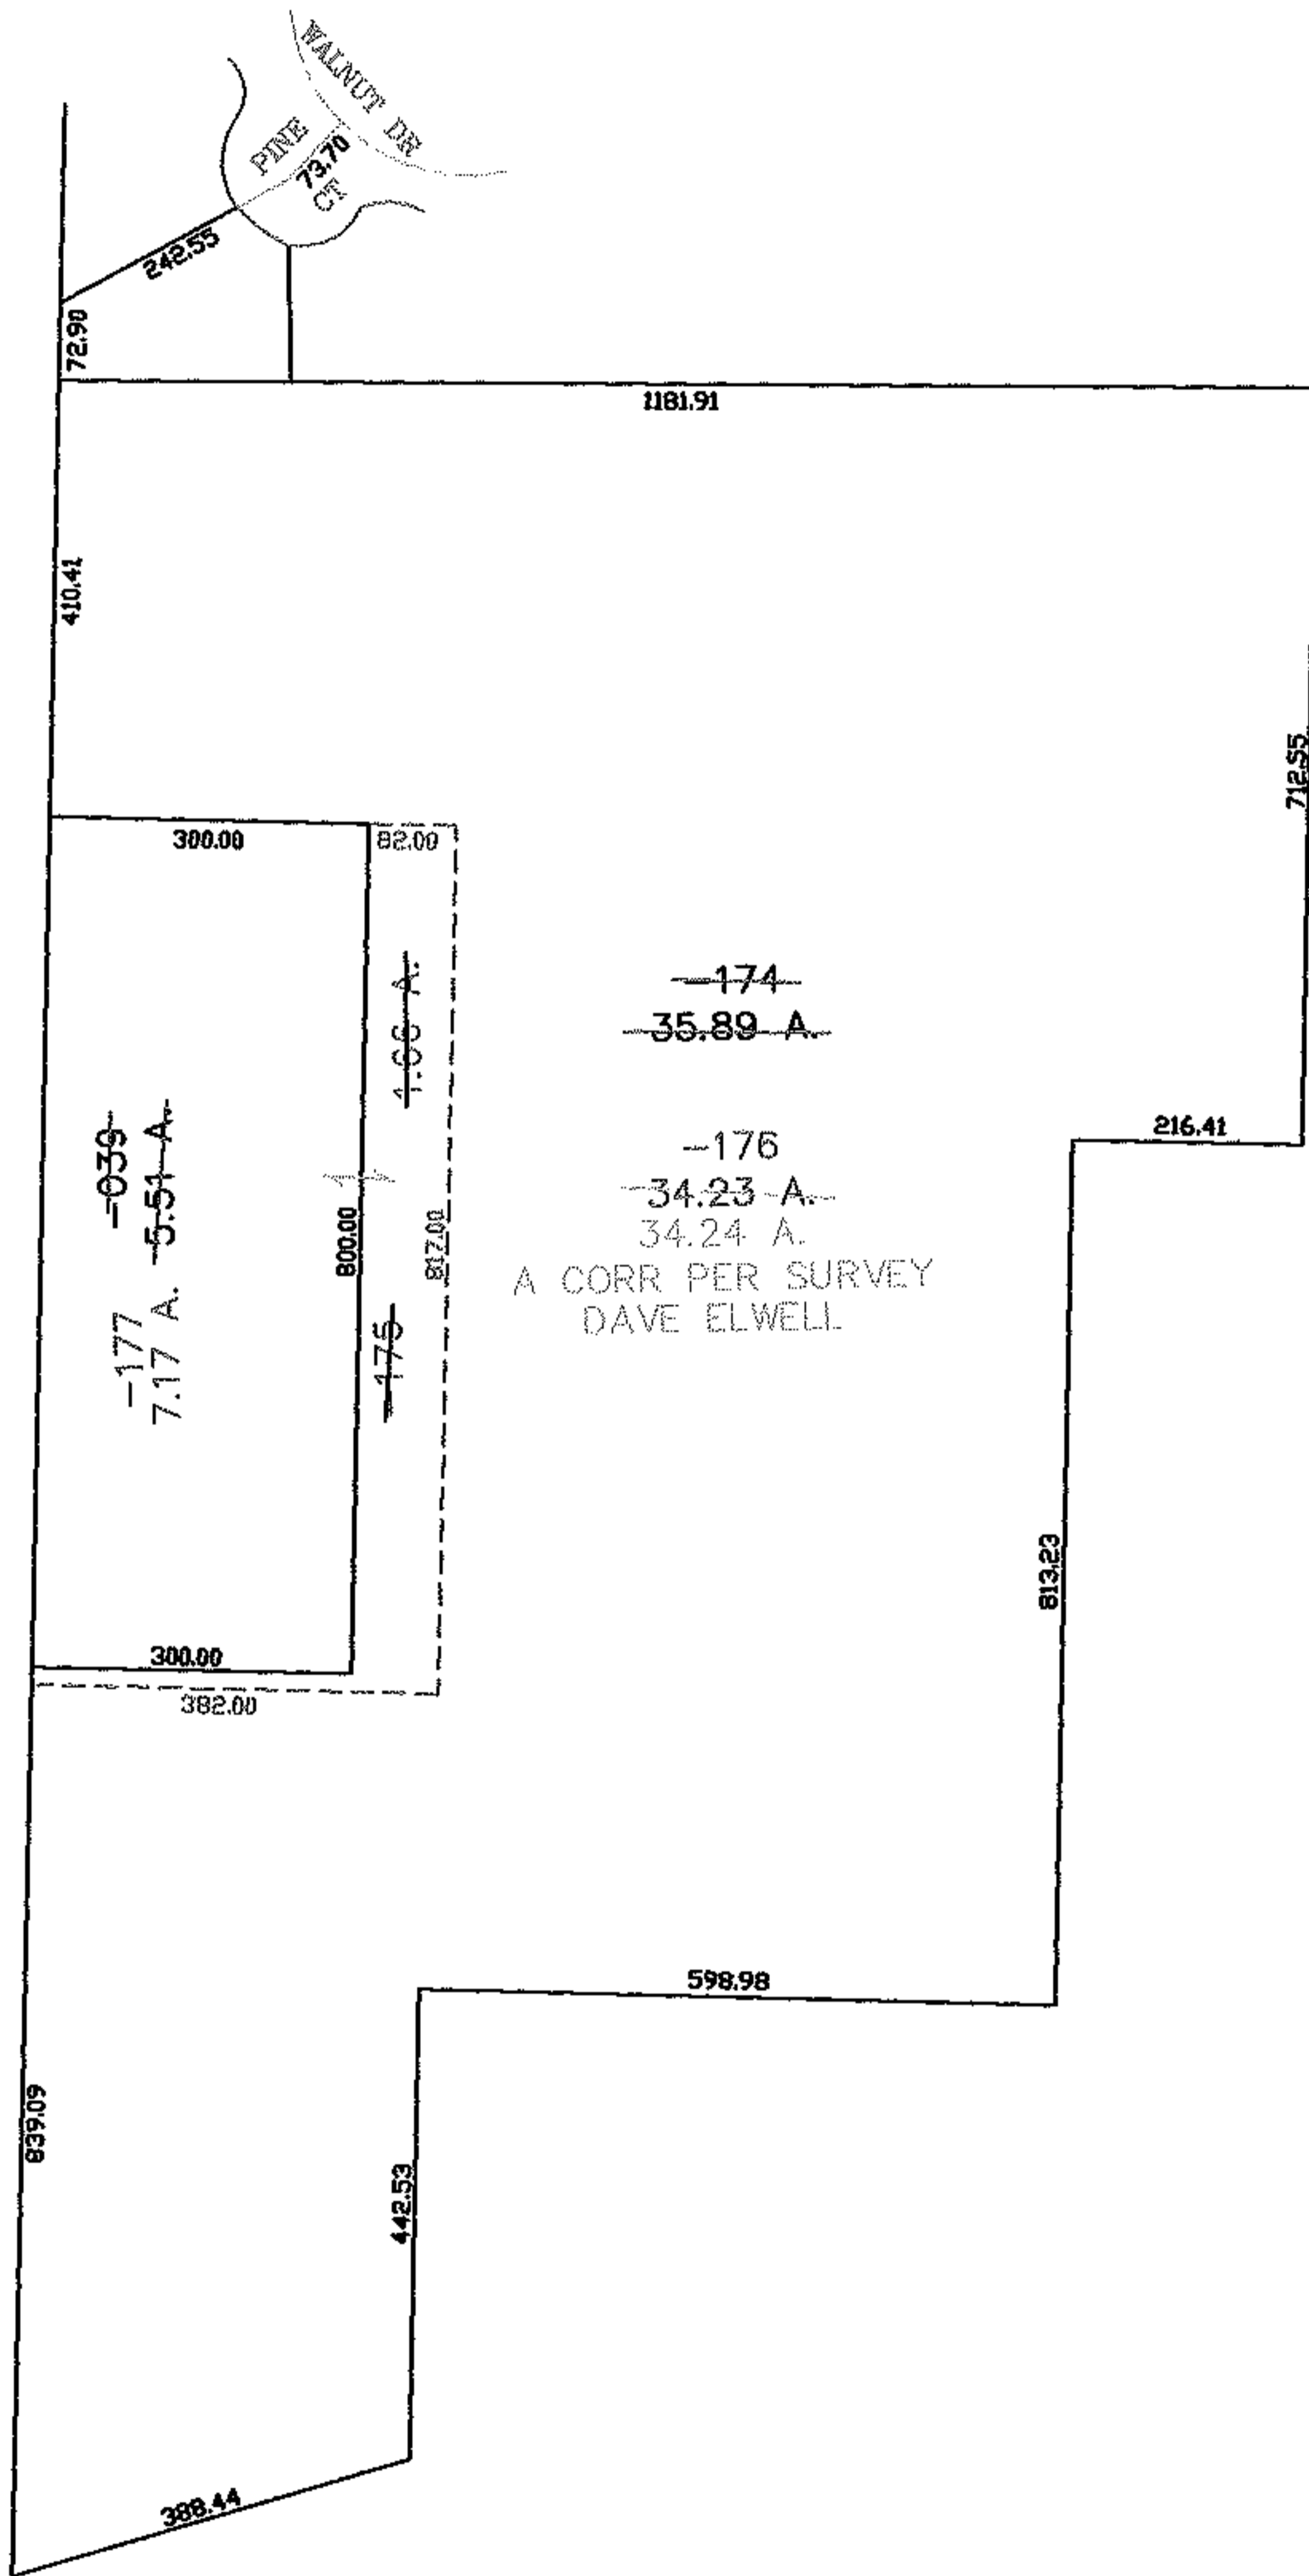 WALNUT DR
PINE
CT
73.70
242.55
72.90
1181.91
410.41
712.55
300.00
82.00
-174
35.89 A.
1.66 A.
-039
5.51 A.
-176
34.23 A.
34.24 A.
A CORR PER SURVEY
DAVE ELWELL
216.41
800.00
817.00
-177
7.17 A.
-175
813.23
300.00
382.00
598.98
839.09
442.53
388.44